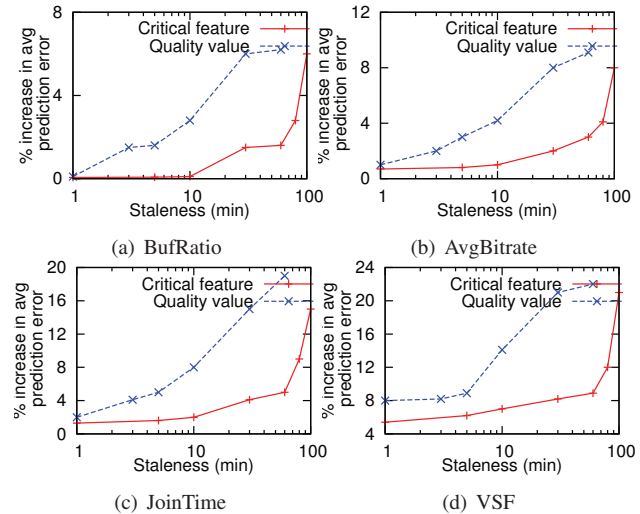 % increase in avg
prediction error
8
6
4
2
0
Critical feature
Quality value
1 10 100
Staleness (min)
(a) BufRatio
% increase in avg
prediction error
12
8
4
0
Critical feature
Quality value
1 10 100
Staleness (min)
(b) AvgBitrate
% increase in avg
prediction error
20
16
12
8
4
0
Critical feature
Quality value
1 10 100
Staleness (min)
(c) JoinTime
% increase in avg
prediction error
24
20
16
12
8
4
Critical feature
Quality value
1 10 100
Staleness (min)
(d) VSF